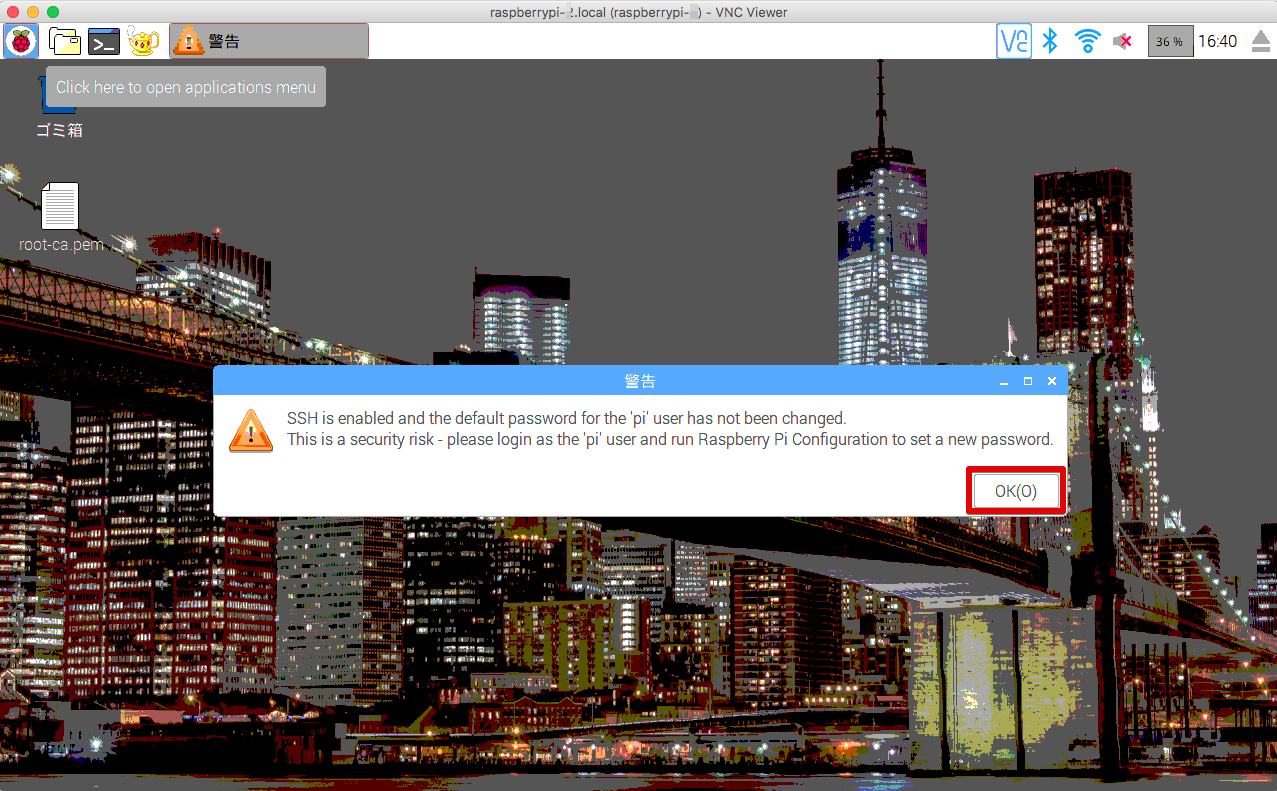 raspberrypi- 2.local (raspberrypi- ) - VNC Viewer
警告
36 %
16:40
Click here to open applications menu
ゴミ箱
root-ca.pem
警告
SSH is enabled and the default password for the 'pi' user has not been changed.
This is a security risk - please login as the 'pi' user and run Raspberry Pi Configuration to set a new password.
OK(O)